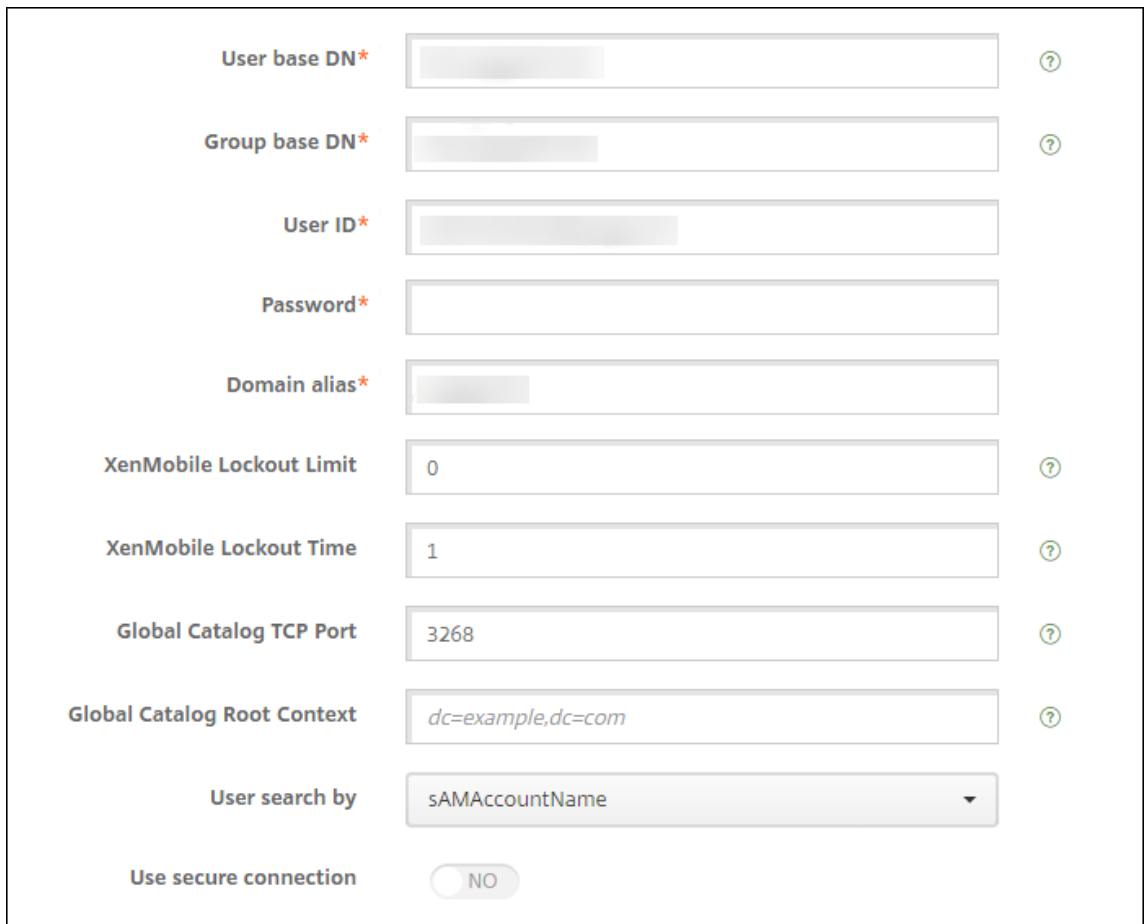 User base DN*
Group base DN*
User ID*
Password*
Domain alias*
XenMobile Lockout Limit 0
XenMobile Lockout Time 1
Global Catalog TCP Port 3268
Global Catalog Root Context dc=example,dc=com
User search by sAMAccountName
Use secure connection NO